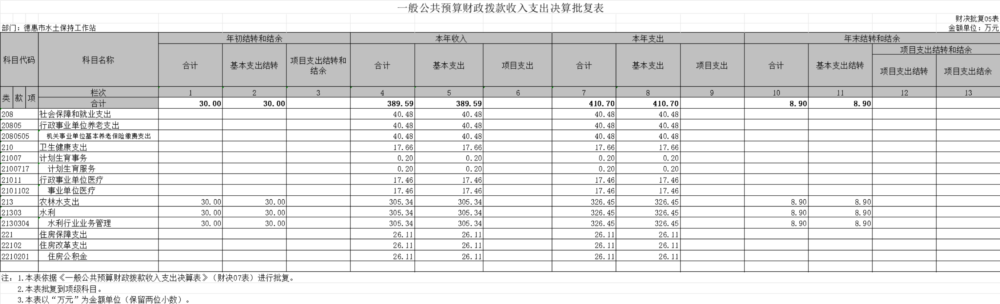 一般公共预算财政拨款收入支出决算批复表
财决批复05表
部门：德惠市水土保持工作站 金额单位：万元
科目代码 科目名称 年初结转和结余 本年收入 本年支出 年末结转和结余
合计 基本支出结转 项目支出结转和结余 合计 基本支出 项目支出 合计 基本支出 项目支出 合计 基本支出结转 项目支出结转和结余
项目支出结转 项目支出结余
类 款 项 栏次 1 2 3 4 5 6 7 8 9 10 11 12 13
合计 30.00 30.00 389.59 389.59 410.70 410.70 8.90 8.90
208 社会保障和就业支出 40.48 40.48 40.48 40.48
20805 行政事业单位养老支出 40.48 40.48 40.48 40.48
2080505 机关事业单位基本养老保险缴费支出 40.48 40.48 40.48 40.48
210 卫生健康支出 17.66 17.66 17.66 17.66
21007 计划生育事务 0.20 0.20 0.20 0.20
2100717 计划生育服务 0.20 0.20 0.20 0.20
21011 行政事业单位医疗 17.46 17.46 17.46 17.46
2101102 事业单位医疗 17.46 17.46 17.46 17.46
213 农林水支出 30.00 30.00 305.34 305.34 326.45 326.45 8.90 8.90
21303 水利 30.00 30.00 305.34 305.34 326.45 326.45 8.90 8.90
2130304 水利行业业务管理 30.00 30.00 305.34 305.34 326.45 326.45 8.90 8.90
221 住房保障支出 26.11 26.11 26.11 26.11
22102 住房改革支出 26.11 26.11 26.11 26.11
2210201 住房公积金 26.11 26.11 26.11 26.11
注：1.本表依据《一般公共预算财政拨款收入支出决算表》（财决07表）进行批复。
2.本表批复到项级科目。
3.本表以“万元”为金额单位（保留两位小数）。